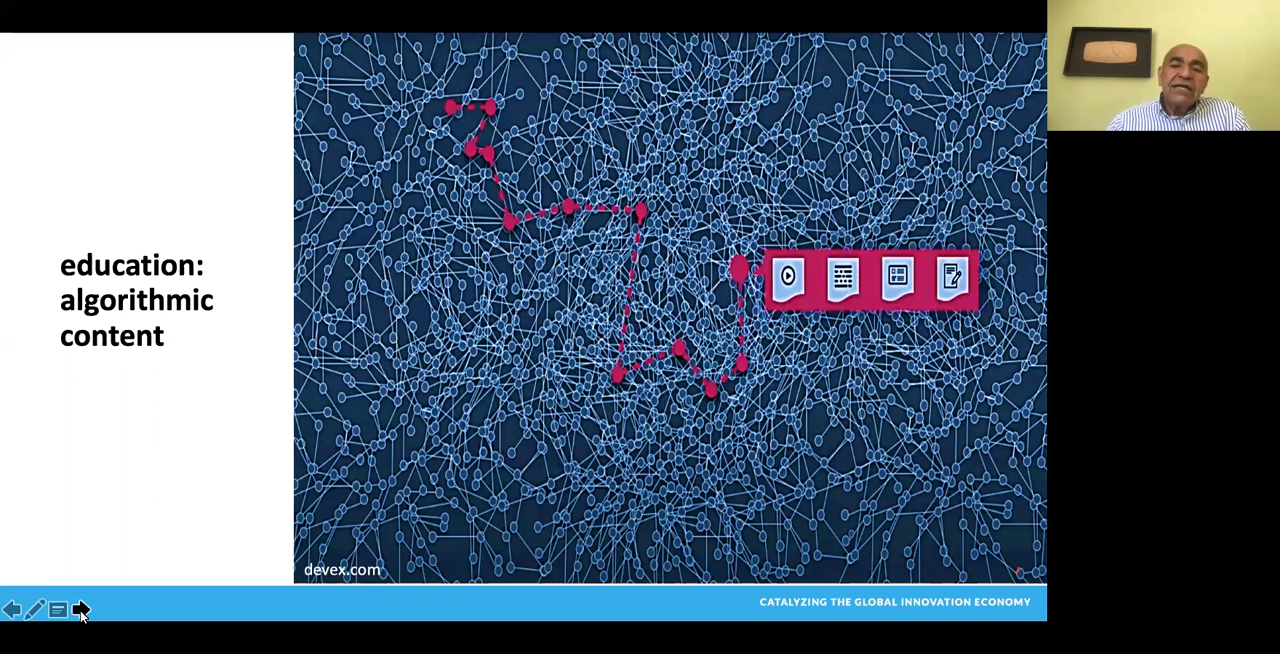 education:
algorithmic
content
devex.com
CATALYZING THE GLOBAL INNOVATION ECONOMY